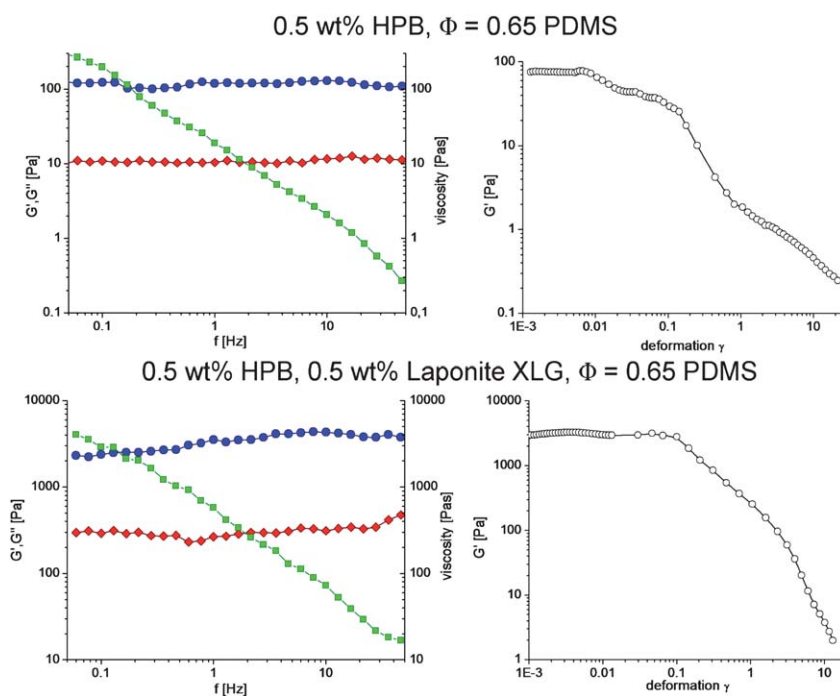 0.5 wt% HPB, Φ = 0.65 PDMS
100
10
1
0.1
G',G'' [Pa]
0.1
1
10
f [Hz]
100
10
1
0,1
viscosity [Pas]
100
10
1
0.1
G' [Pa]
1E-3
0.01
0.1
1
10
deformation γ
0.5 wt% HPB, 0.5 wt% Laponite XLG, Φ = 0.65 PDMS
10000
1000
100
10
G',G'' [Pa]
0.1
1
10
f [Hz]
10000
1000
100
10
viscosity [Pas]
10000
1000
100
10
1
G' [Pa]
1E-3
0.01
0.1
1
10
deformation γ